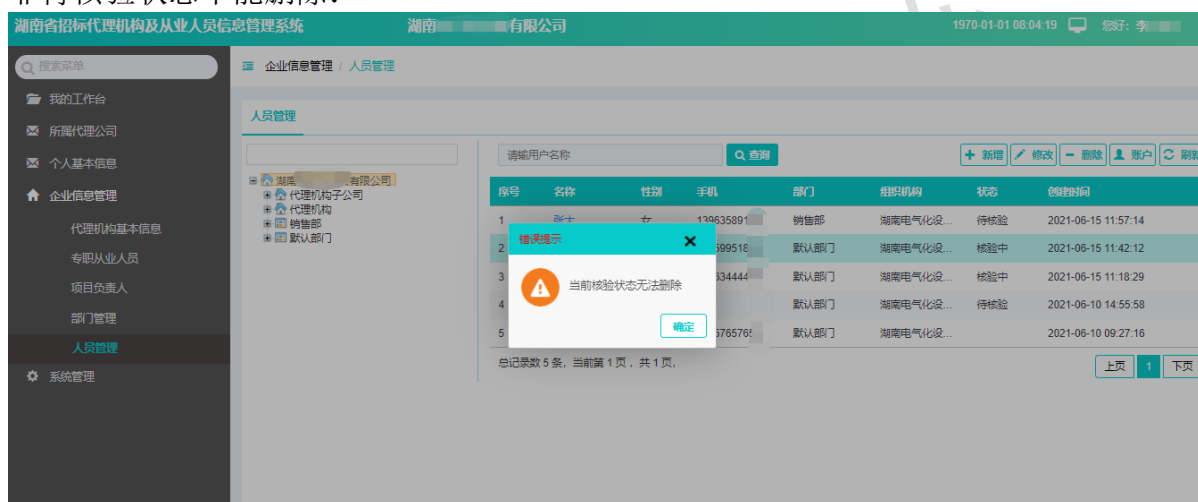 湖南省招标代理机构及从业人员信息管理系统 湖南 有限公司 1970-01-01 08:04:19 您好: 李
搜索菜单
企业信息管理 / 人员管理
我的工作台
所属代理公司
个人基本信息
企业信息管理
代理机构基本信息
专职从业人员
项目负责人
部门管理
人员管理
系统管理
人员管理
湖南 有限公司
代理机构子公司
代理机构
销售部
默认部门
请输用户名称 查询 新增 修改 删除 账户 刷新
序号 名称 性别 手机 部门 组织机构 状态 创建时间
1 女 139635891 销售部 湖南电气化设... 待核验 2021-06-15 11:57:14
2 599518 默认部门 湖南电气化设... 核验中 2021-06-15 11:42:12
3 534444 默认部门 湖南电气化设... 核验中 2021-06-15 11:18:29
4 默认部门 湖南电气化设... 待核验 2021-06-10 14:55:58
5 默认部门 湖南电气化设... 2021-06-10 09:27:16
错误提示
当前核验状态无法删除
确定
总记录数 5 条, 当前第 1 页 , 共 1 页,
上页 1 下页